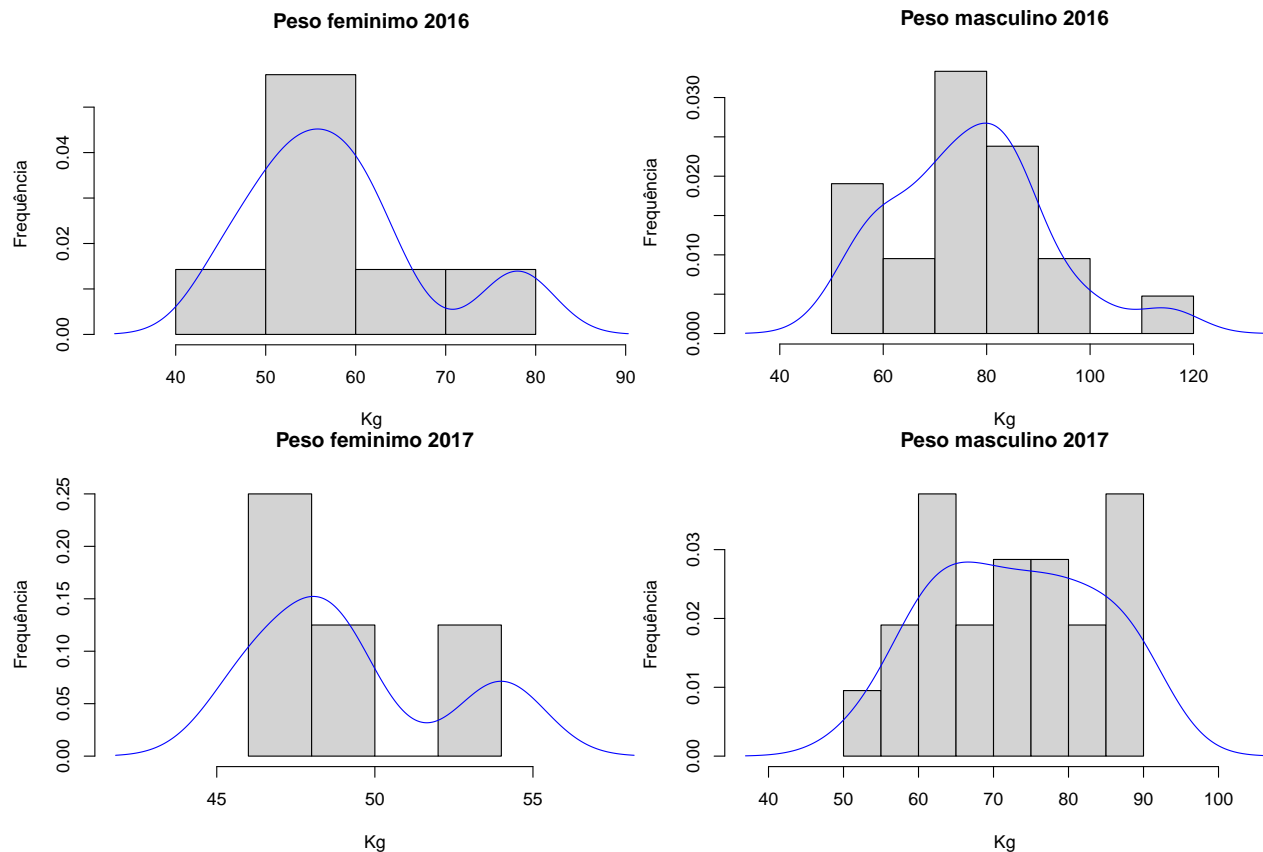 Peso feminimo 2016
Frequência
0.00
0.02
0.04
40 50 60 70 80 90
Kg
Peso masculino 2016
Frequência
0.000
0.010
0.020
0.030
40 60 80 100 120
Kg
Peso feminimo 2017
Frequência
0.00
0.05
0.10
0.15
0.20
0.25
45 50 55
Kg
Peso masculino 2017
Frequência
0.00
0.01
0.02
0.03
40 50 60 70 80 90 100
Kg